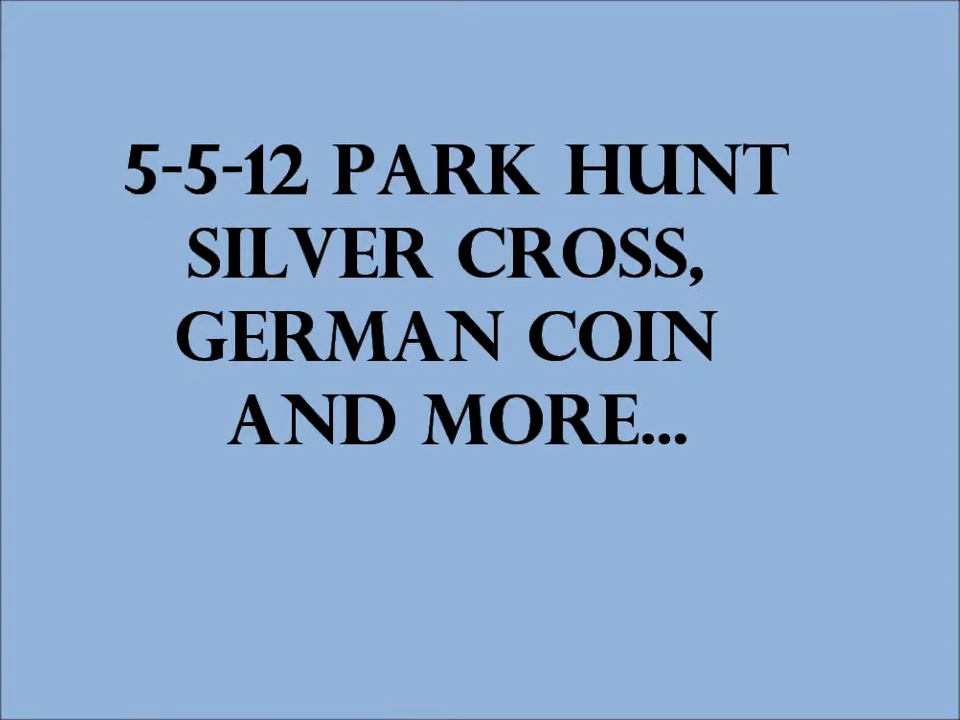 5-5-12 PARK HUNT
SILVER CROSS,
GERMAN COIN
AND MORE...